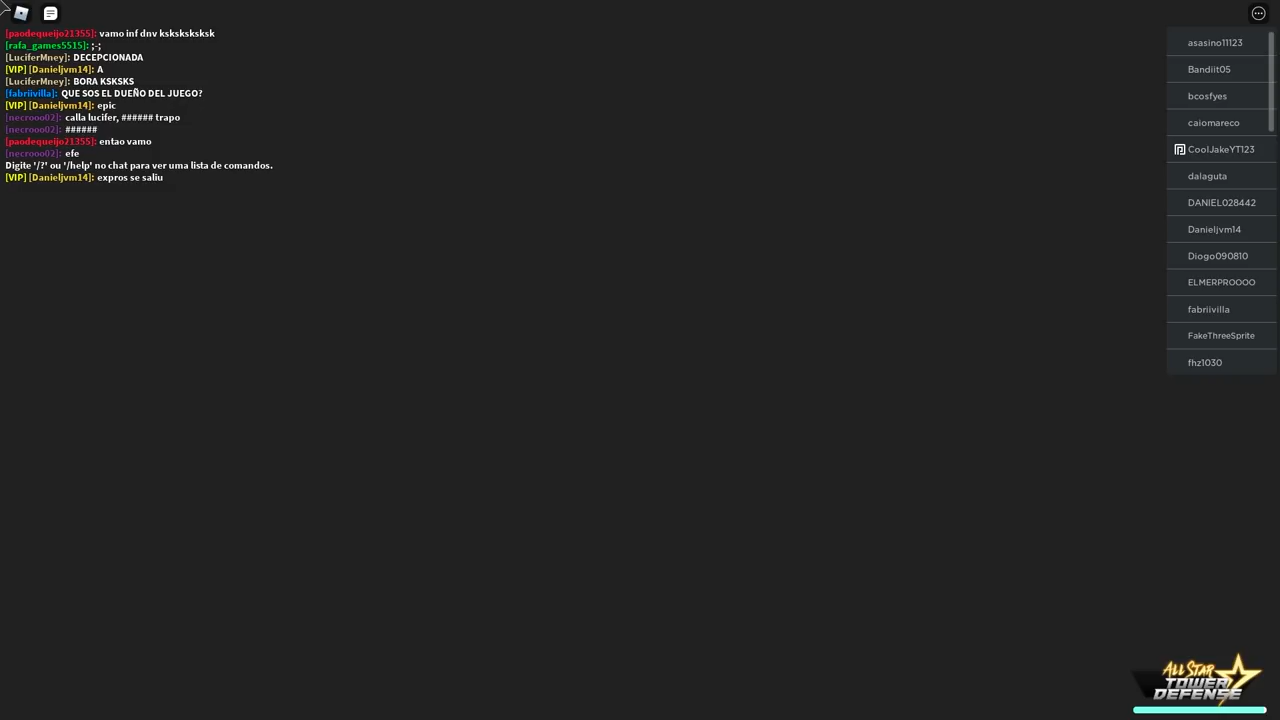 [paodequeijo21355]: vamo inf dnv ksksksksksk
[rafa_games5515]: ;-;
[LuciferMney]: DECEPCIONADA
[VIP] [Danieljvm14]: A
[LuciferMney]: BORA KSKSKS
[fabriivilla]: QUE SOS EL DUEÑO DEL JUEGO?
[VIP] [Danieljvm14]: epic
[necrooo02]: calla lucifer, ###### trapo
[necrooo02]: ######
[paodequeijo21355]: entao vamo
[necrooo02]: efe
Digite '/?' ou '/help' no chat para ver uma lista de comandos.
[VIP] [Danieljvm14]: expros se saliu
asasino11123
Bandiit05
bcosfyes
caiomareco
CoolJakeYT123
dalaguta
DANIEL028442
Danieljvm14
Diogo090810
ELMERPROOOO
fabriivilla
FakeThreeSprite
fhz1030
ALL STAR
TOWER
DEFENSE